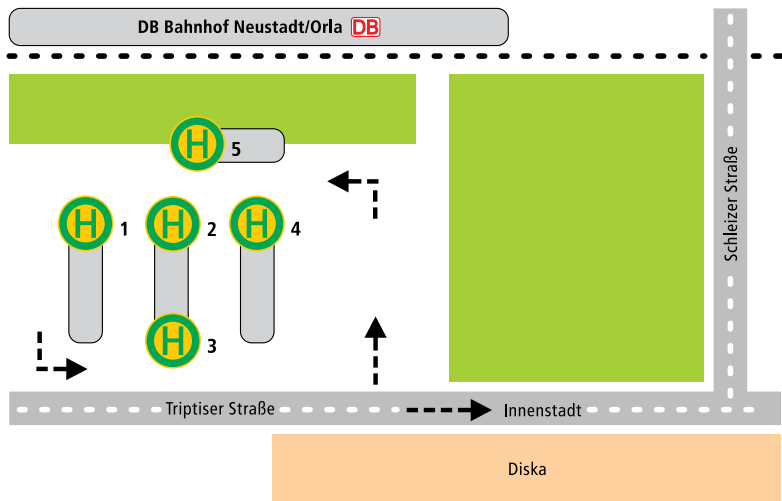 DB Bahnhof Neustadt/Orla DB
H 5
H 1 H 2 H 4
H 3
Schleizer Straße
Triptiser Straße Innenstadt
Diska